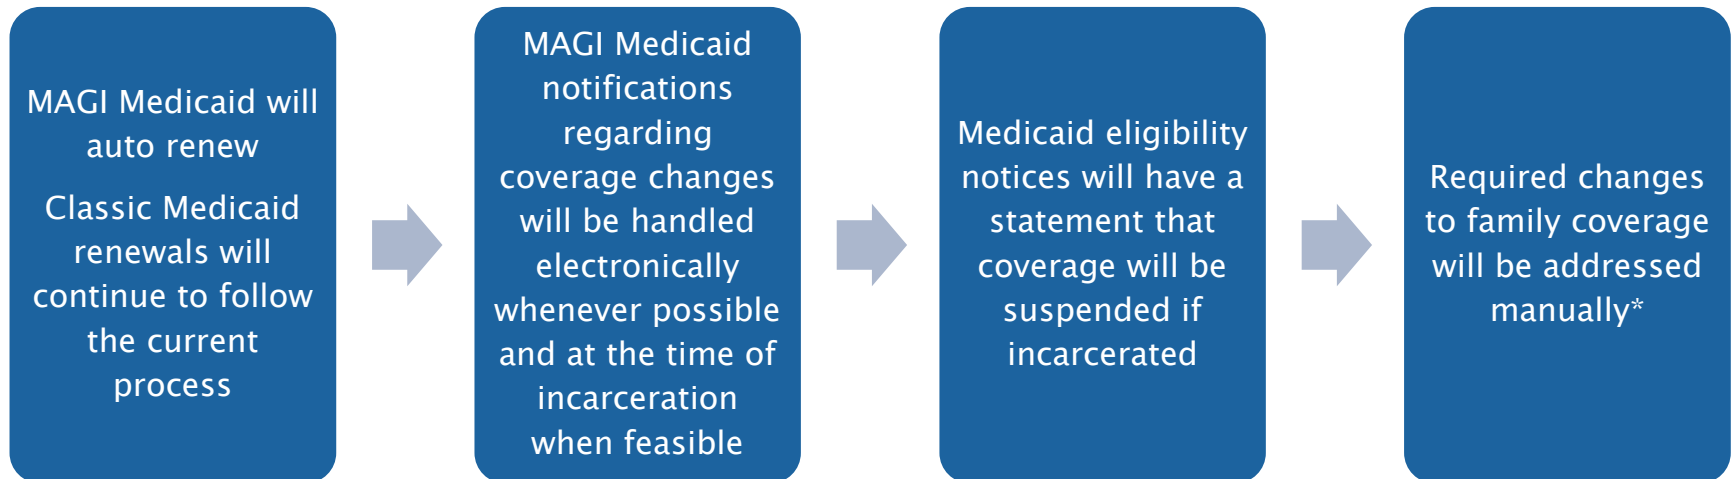 MAGI Medicaid will
auto renew
Classic Medicaid
renewals will
continue to follow
the current
process
MAGI Medicaid
notifications
regarding
coverage changes
will be handled
electronically
whenever possible
and at the time of
incarceration
when feasible
Medicaid eligibility
notices will have a
statement that
coverage will be
suspended if
incarcerated
Required changes
to family coverage
will be addressed
manually*